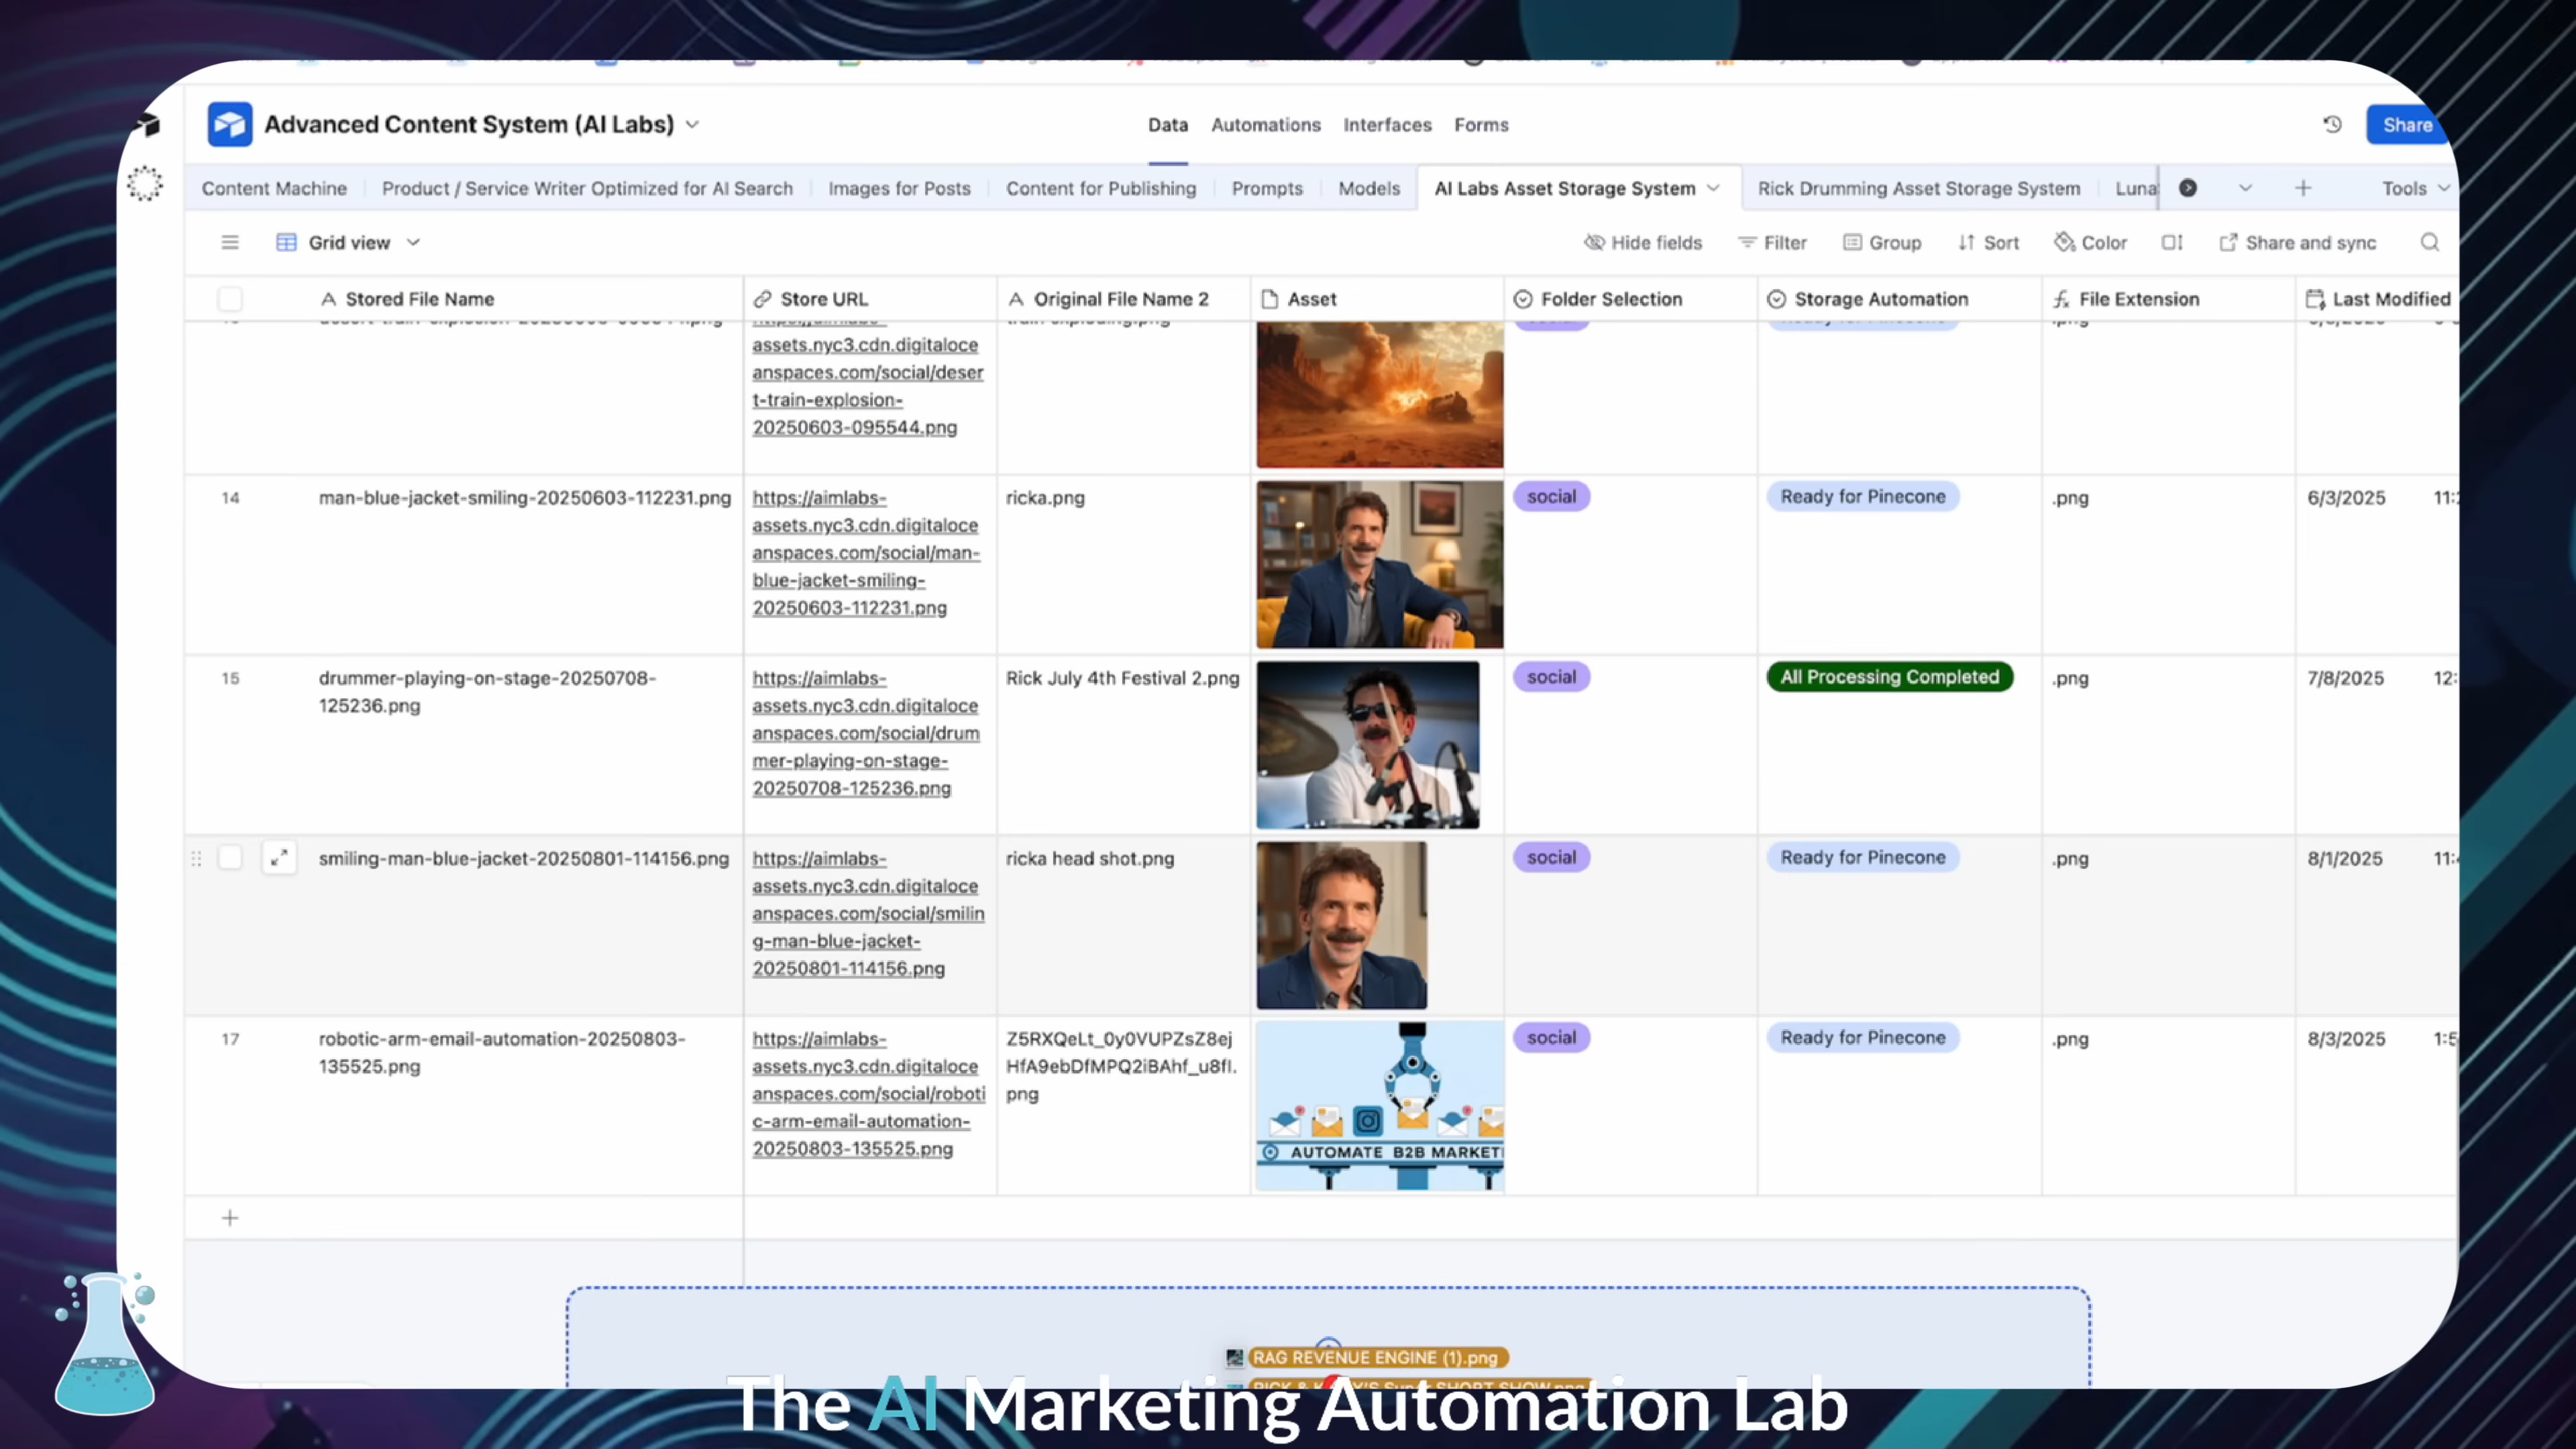 Advanced Content System (AI Labs)
Data Automations Interfaces Forms
Share
Content Machine Product / Service Writer Optimized for AI Search Images for Posts Content for Publishing Prompts Models AI Labs Asset Storage System Rick Drumming Asset Storage System Luna Tools
Grid view Hide fields Filter Group Sort Color Share and sync
Stored File Name Store URL Original File Name 2 Asset Folder Selection Storage Automation File Extension Last Modified
assets.nyc3.cdn.digitaloce
anspaces.com/social/deser
t-train-explosion-
20250603-095544.png
14 man-blue-jacket-smiling-20250603-112231.png https://aimlabs- ricka.png social Ready for Pinecone .png 6/3/2025 11:
assets.nyc3.cdn.digitaloce
anspaces.com/social/man-
blue-jacket-smiling-
20250603-112231.png
15 drummer-playing-on-stage-20250708- https://aimlabs- Rick July 4th Festival 2.png social All Processing Completed .png 7/8/2025 12:
125236.png assets.nyc3.cdn.digitaloce
anspaces.com/social/drum
mer-playing-on-stage-
20250708-125236.png
smiling-man-blue-jacket-20250801-114156.png https://aimlabs- ricka head shot.png social Ready for Pinecone .png 8/1/2025 11:
assets.nyc3.cdn.digitaloce
anspaces.com/social/smilin
g-man-blue-jacket-
20250801-114156.png
17 robotic-arm-email-automation-20250803- https://aimlabs- Z5RXQeLt_0y0VUPZsZ8ej social Ready for Pinecone .png 8/3/2025 1:5
135525.png assets.nyc3.cdn.digitaloce HfA9ebDfMPQ2iBAhf_u8fI.
anspaces.com/social/roboti png
c-arm-email-automation-
20250803-135525.png
AUTOMATE B2B MARKETI
RAG REVENUE ENGINE (1).png
The AI Marketing Automation Lab